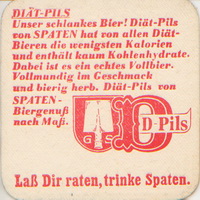 DIÄT-PILS
Unser schlankes Bier! Diät-Pils
von SPATEN hat von allen Diät-
Bieren die wenigsten Kalorien
und enthält kaum Kohlenhydrate.
Dabei ist es ein echtes Vollbier.
Vollmundig im Geschmack
und bierig herb. Diät-Pils von
SPATEN-
Biergenuß
nach Maß.
G S
D-Pils
Laß Dir raten, trinke Spaten.